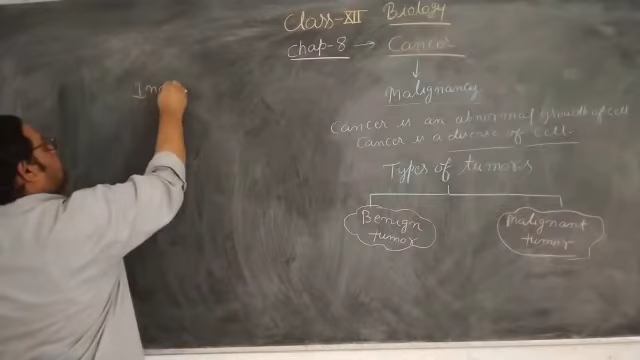 Class-XII Biology
Chap-8 → Cancer
↓
Malignancy
Cancer is an abnormal growth of cell
Cancer is a disease of cell.
Types of tumors
Benign tumor
Malignant tumor
In